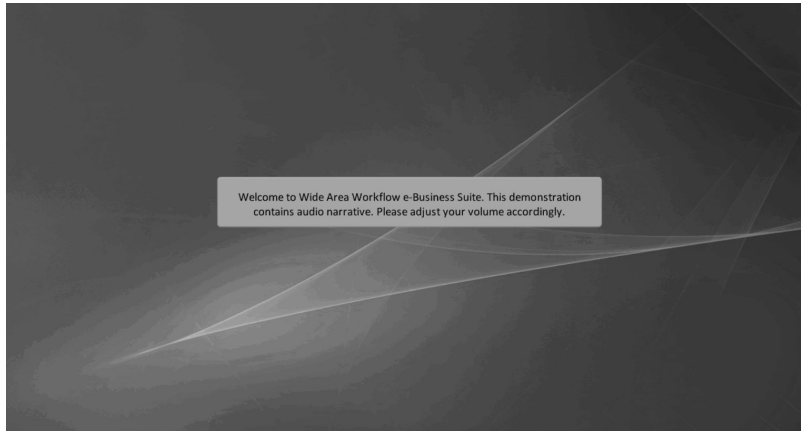 Welcome to Wide Area Workflow e-Business Suite. This demonstration
contains audio narrative. Please adjust your volume accordingly.